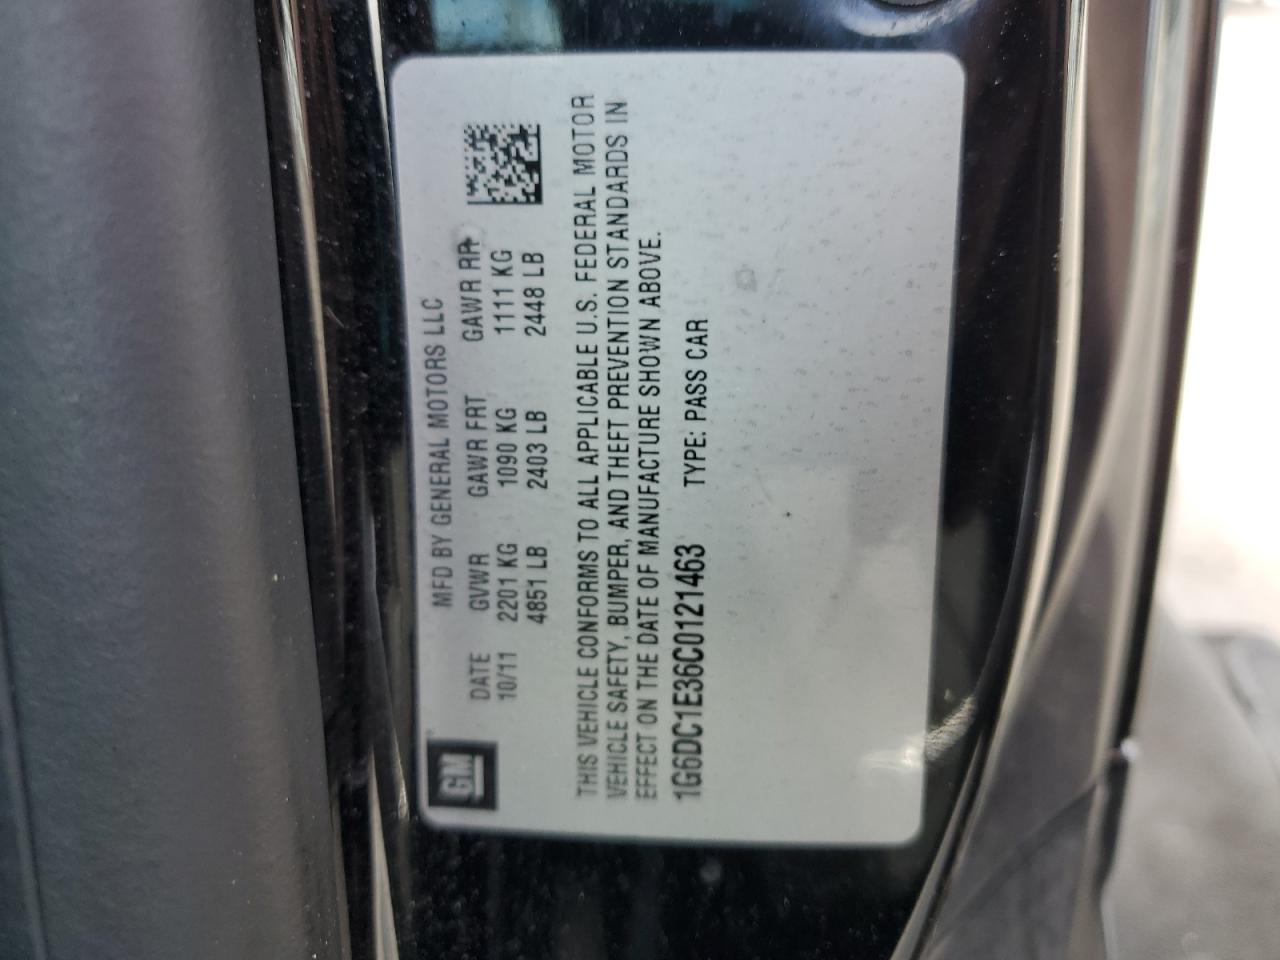 GM
MFD BY GENERAL MOTORS LLC
DATE GVWR GAWR FRT GAWR RR
10/11 2201 KG 1090 KG 1111 KG
4851 LB 2403 LB 2448 LB
THIS VEHICLE CONFORMS TO ALL APPLICABLE U.S. FEDERAL MOTOR
VEHICLE SAFETY, BUMPER, AND THEFT PREVENTION STANDARDS IN
EFFECT ON THE DATE OF MANUFACTURE SHOWN ABOVE.
1G6DC1E36C0121463 TYPE: PASS CAR